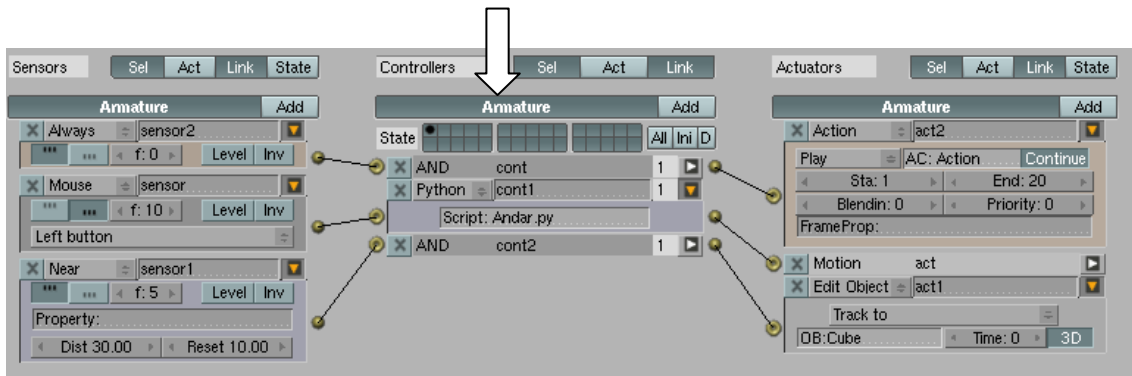 Sensors Sel Act Link State
Armature Add
Always sensor2
f: 0 Level Inv
Mouse sensor
f: 10 Level Inv
Left button
Near sensor1
f: 5 Level Inv
Property:
Dist 30.00 Reset 10.00
Controllers Sel Act Link
Armature Add
State All Ini D
AND cont 1
Python cont1 1
Script: Andar.py
AND cont2 1
Actuators Sel Act Link State
Armature Add
Action act2
Play AC: Action Continue
Sta: 1 End: 20
Blendin: 0 Priority: 0
FrameProp:
Motion act
Edit Object act1
Track to
OB:Cube Time: 0 3D